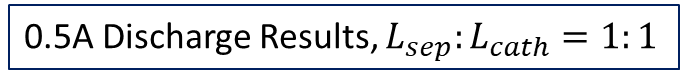 0.5A Discharge Results, L_sep: L_cath = 1: 1